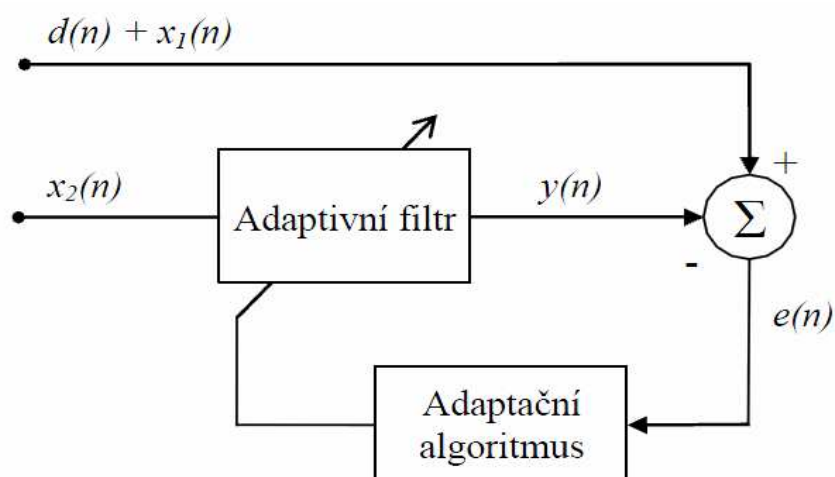 d(n) + x₁(n)
x₂(n)
Adaptivní filtr
y(n)
+
Σ
-
e(n)
Adaptační
algoritmus